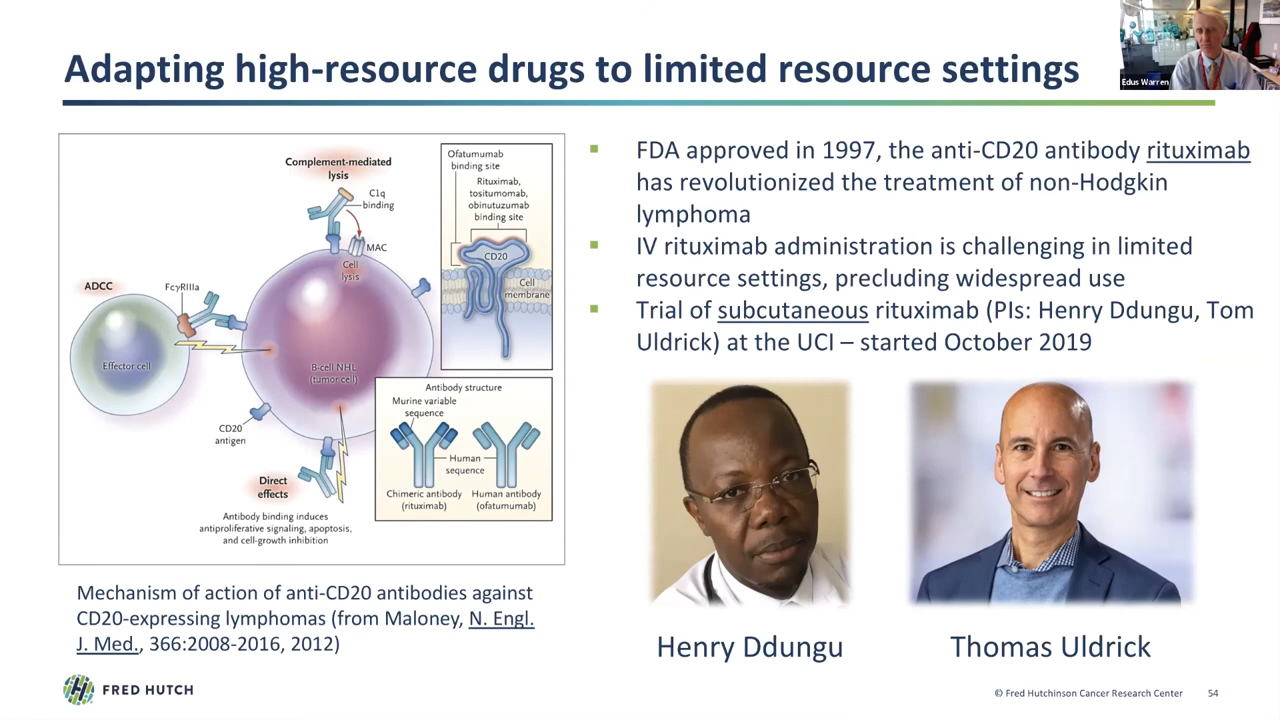 Adapting high-resource drugs to limited resource settings
Edus Warren
Complement-mediated
lysis
C1q
binding
MAC
Cell
lysis
ADCC
FcγRIIIa
Effector cell
B-cell NHL
(tumor cell)
CD20
antigen
Direct
effects
Antibody binding induces
antiproliferative signaling, apoptosis,
and cell-growth inhibition
Ofatumumab
binding site
Rituximab,
tositumomab,
obinutuzumab
binding site
CD20
Cell
membrane
Antibody structure
Murine variable
sequence
Human
sequence
Chimeric antibody
(rituximab)
Human antibody
(ofatumumab)
Mechanism of action of anti-CD20 antibodies against
CD20-expressing lymphomas (from Maloney, N. Engl.
J. Med., 366:2008-2016, 2012)
FDA approved in 1997, the anti-CD20 antibody rituximab
has revolutionized the treatment of non-Hodgkin
lymphoma
IV rituximab administration is challenging in limited
resource settings, precluding widespread use
Trial of subcutaneous rituximab (PIs: Henry Ddungu, Tom
Uldrick) at the UCI – started October 2019
Henry Ddungu
Thomas Uldrick
FRED HUTCH
© Fred Hutchinson Cancer Research Center
54